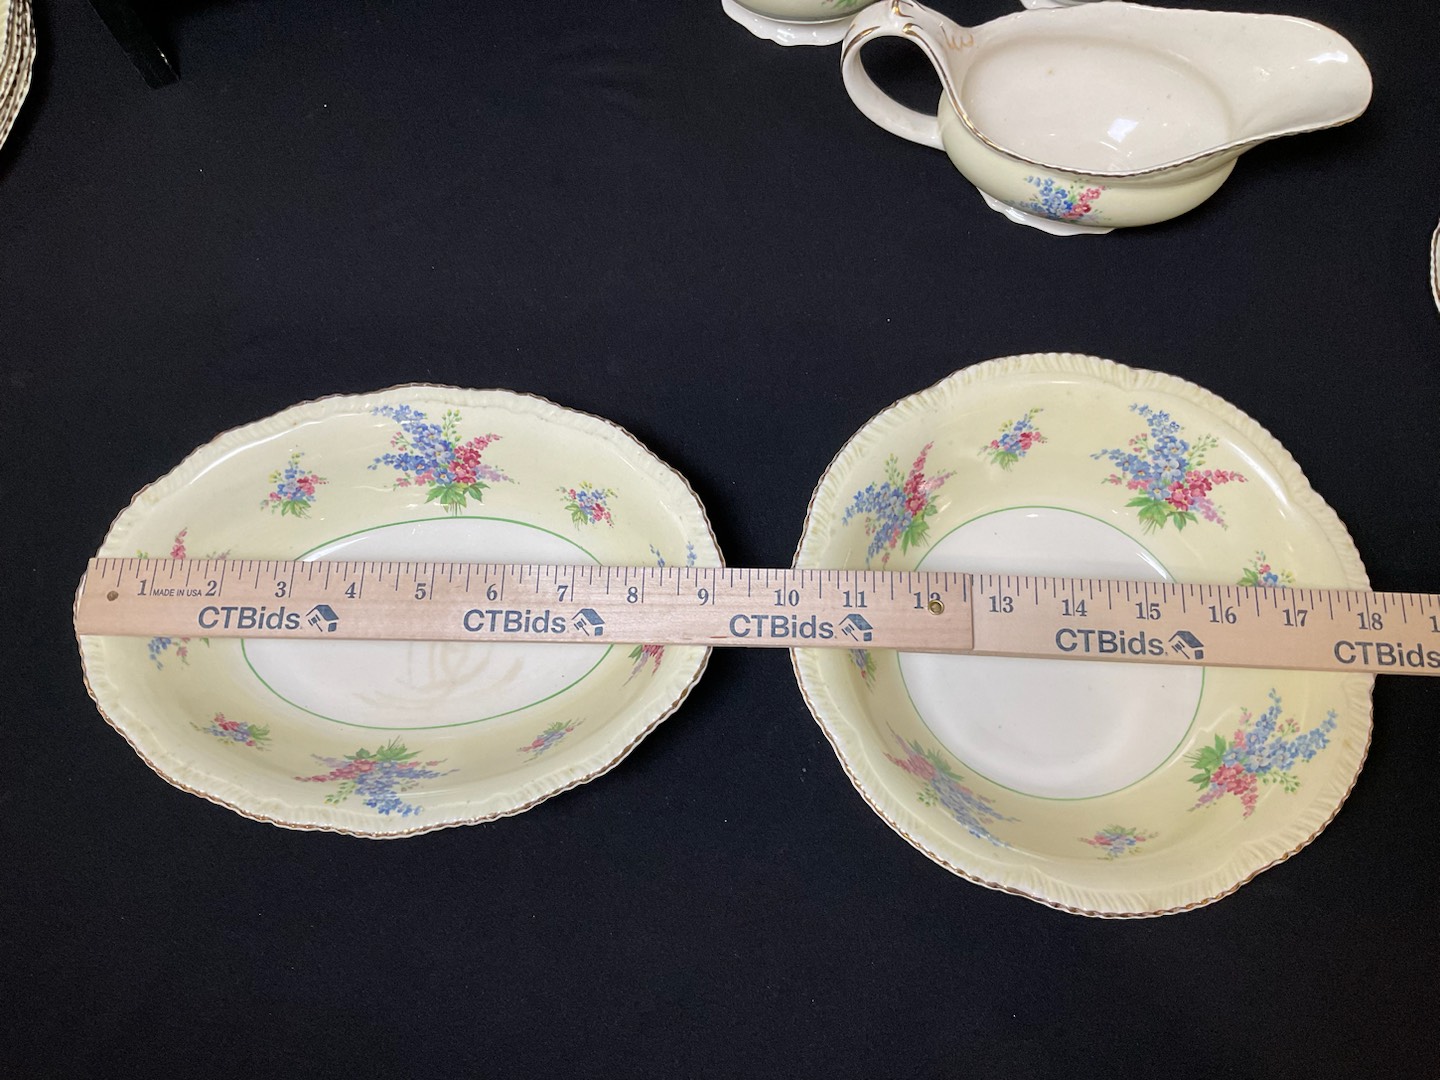 1 MADE IN USA 2 3 4 5 6 7 8 9 10 11 12 13 14 15 16 17 18
CTBids. CTBids CTBids. CTBids. CTBids